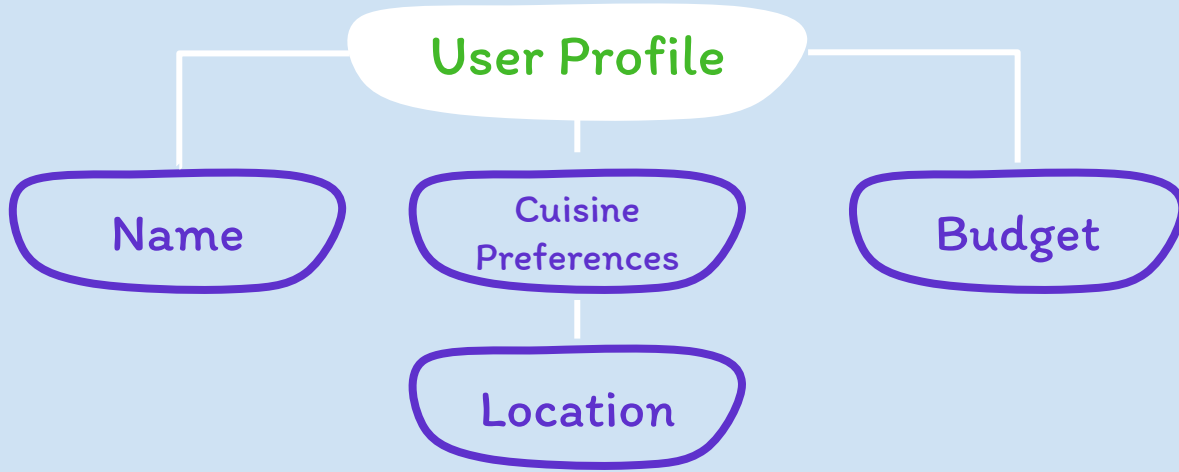 User Profile
Name
Cuisine
Preferences
Budget
Location